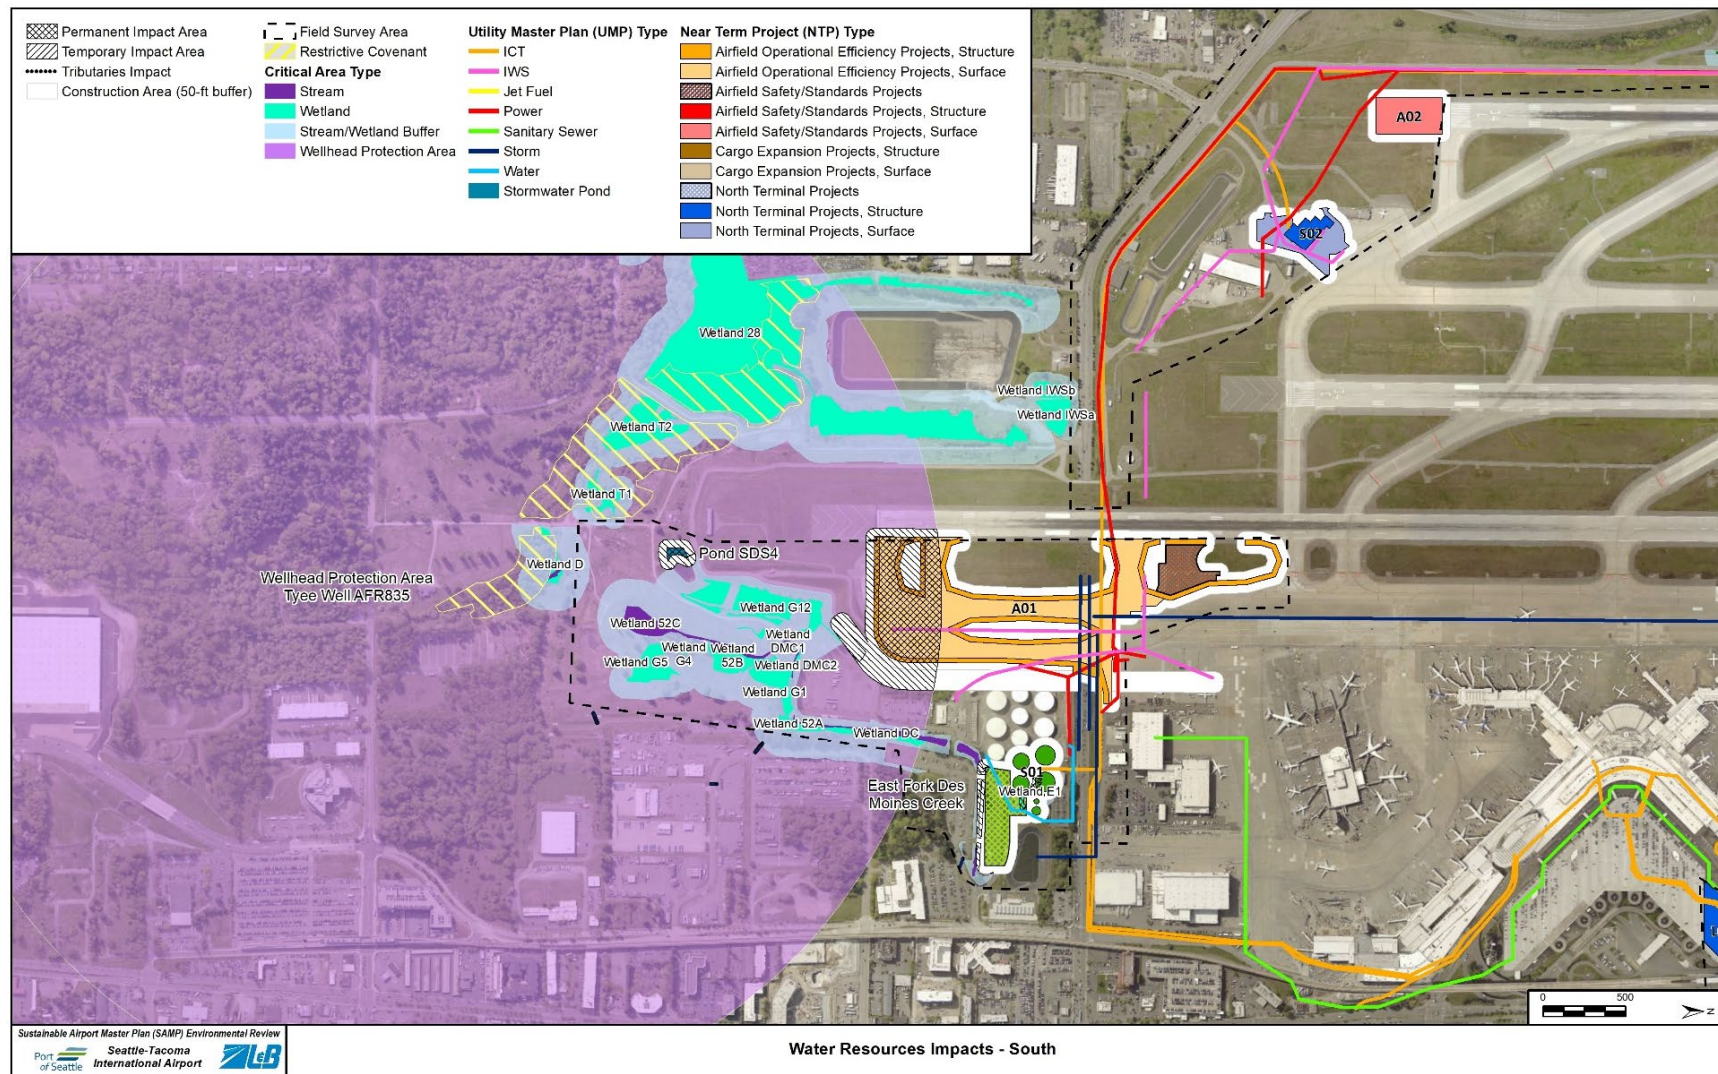 Permanent Impact Area
Temporary Impact Area
Tributaries Impact
Construction Area (50-ft buffer)
Field Survey Area
Restrictive Covenant
Critical Area Type
Stream
Wetland
Stream/Wetland Buffer
Wellhead Protection Area
Utility Master Plan (UMP) Type
ICT
IWS
Jet Fuel
Power
Sanitary Sewer
Storm
Water
Stormwater Pond
Near Term Project (NTP) Type
Airfield Operational Efficiency Projects, Structure
Airfield Operational Efficiency Projects, Surface
Airfield Safety/Standards Projects
Airfield Safety/Standards Projects, Structure
Airfield Safety/Standards Projects, Surface
Cargo Expansion Projects, Structure
Cargo Expansion Projects, Surface
North Terminal Projects
North Terminal Projects, Structure
North Terminal Projects, Surface
A02
S02
Wetland 28
Wetland IWSb
Wetland IWSa
Wetland T2
Wetland T1
Pond SDS4
Wetland D
Wellhead Protection Area
Tyee Well AFR835
Wetland G12
A01
Wetland 52C
Wetland
DMC1
Wetland
G4
Wetland
52B
Wetland G5
Wetland DMC2
Wetland G1
Wetland 52A
Wetland DC
S01
Wetland E1
East Fork Des
Moines Creek
0 500
N
Sustainable Airport Master Plan (SAMP) Environmental Review
Port
of Seattle
Seattle-Tacoma
International Airport
L&B
Water Resources Impacts - South